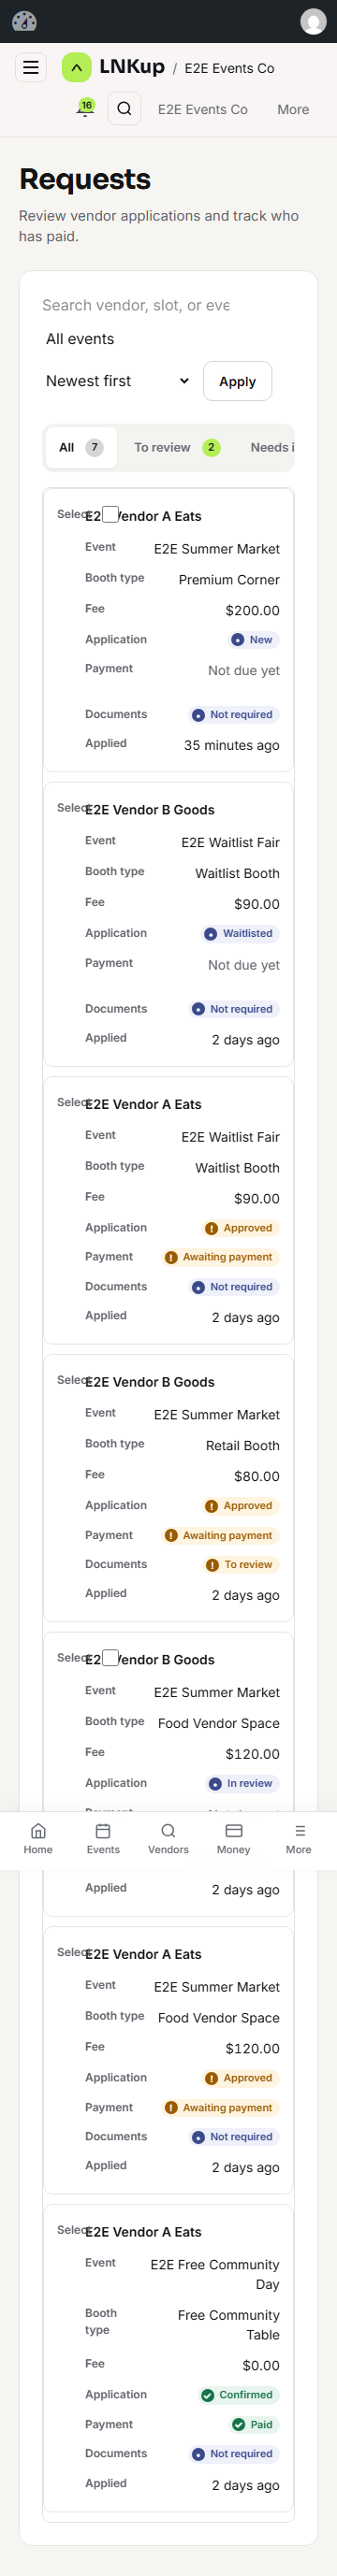 LNKup / E2E Events Co
16
E2E Events Co More
Requests
Review vendor applications and track who
has paid.
Search vendor, slot, or eve
All events
Newest first Apply
All 7 To review 2 Needs i
Select E2 Vendor A Eats
Event E2E Summer Market
Booth type Premium Corner
Fee $200.00
Application New
Payment Not due yet
Documents Not required
Applied 35 minutes ago
Select E2E Vendor B Goods
Event E2E Waitlist Fair
Booth type Waitlist Booth
Fee $90.00
Application Waitlisted
Payment Not due yet
Documents Not required
Applied 2 days ago
Select E2E Vendor A Eats
Event E2E Waitlist Fair
Booth type Waitlist Booth
Fee $90.00
Application Approved
Payment Awaiting payment
Documents Not required
Applied 2 days ago
Select E2E Vendor B Goods
Event E2E Summer Market
Booth type Retail Booth
Fee $80.00
Application Approved
Payment Awaiting payment
Documents To review
Applied 2 days ago
Select E2 Vendor B Goods
Event E2E Summer Market
Booth type Food Vendor Space
Fee $120.00
Application In review
Home Events Vendors Money More
Applied 2 days ago
Select E2E Vendor A Eats
Event E2E Summer Market
Booth type Food Vendor Space
Fee $120.00
Application Approved
Payment Awaiting payment
Documents Not required
Applied 2 days ago
Select E2E Vendor A Eats
Event E2E Free Community
Day
Booth Free Community
type Table
Fee $0.00
Application Confirmed
Payment Paid
Documents Not required
Applied 2 days ago